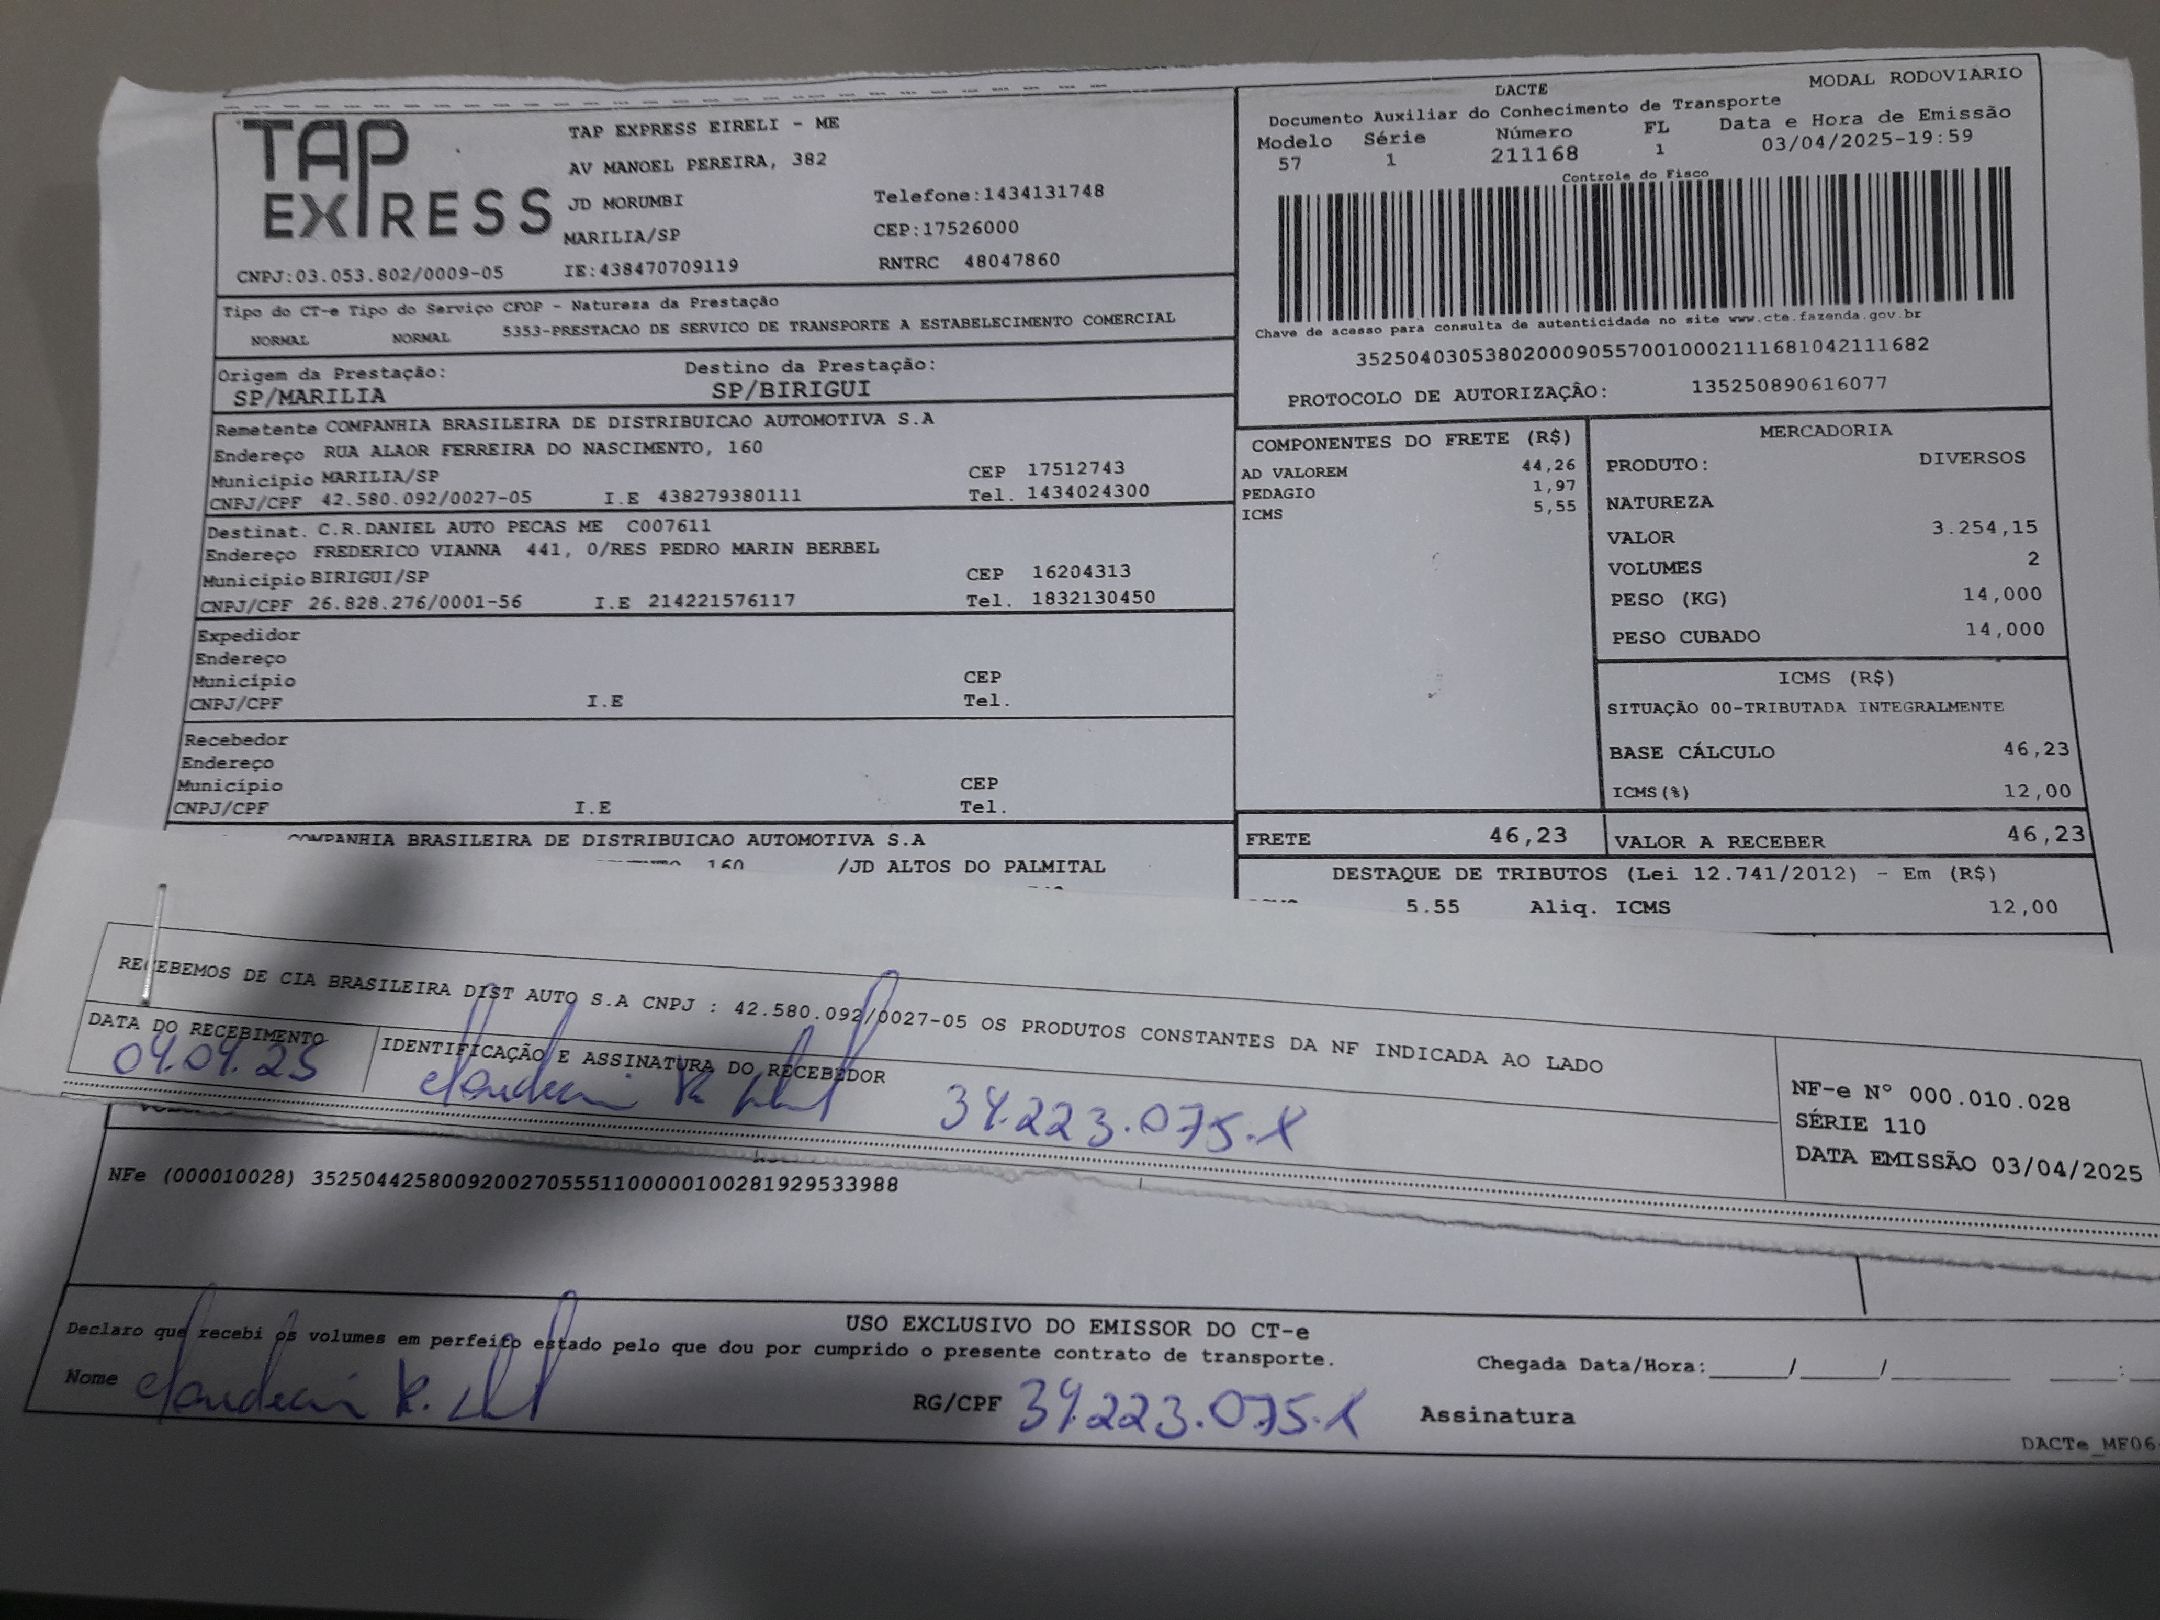 TAP EXPRESS
TAP EXPRESS EIRELI - ME
AV MANOEL PEREIRA, 382
JD MORUMBI Telefone:1434131748
MARILIA/SP CEP:17526000
CNPJ:03.053.802/0009-05 IE:438470709119 RNTRC 48047860
DACTE MODAL RODOVIARIO
Documento Auxiliar do Conhecimento de Transporte
Modelo Série Número FL Data e Hora de Emissão
57 1 211168 1 03/04/2025-19:59
Controle do Fisco
Chave de acesso para consulta de autenticidade no site www.cte.fazenda.gov.br
35250403053802000905570010002111681042111682
PROTOCOLO DE AUTORIZAÇÂO: 135250890616077
Tipo do CT-e Tipo do Serviço CFOP - Natureza da Prestação
NORMAL NORMAL 5353-PRESTACAO DE SERVICO DE TRANSPORTE A ESTABELECIMENTO COMERCIAL
Origem da Prestação: Destino da Prestação:
SP/MARILIA SP/BIRIGUI
Remetente COMPANHIA BRASILEIRA DE DISTRIBUICAO AUTOMOTIVA S.A
Endereço RUA ALAOR FERREIRA DO NASCIMENTO, 160
Município MARILIA/SP CEP 17512743
CNPJ/CPF 42.580.092/0027-05 I.E 438279380111 Tel. 1434024300
Destinat. C.R.DANIEL AUTO PECAS ME C007611
Endereço FREDERICO VIANNA 441, 0/RES PEDRO MARIN BERBEL
Município BIRIGUI/SP CEP 16204313
CNPJ/CPF 26.828.276/0001-56 I.E 214221576117 Tel. 1832130450
Expedidor
Endereço
Município CEP
CNPJ/CPF I.E Tel.
Recebedor
Endereço
Município CEP
CNPJ/CPF I.E Tel.
COMPANHIA BRASILEIRA DE DISTRIBUICAO AUTOMOTIVA S.A
160 /JD ALTOS DO PALMITAL
COMPONENTES DO FRETE (R$)
AD VALOREM 44,26
PEDAGIO 1,97
ICMS 5,55
MERCADORIA
PRODUTO: DIVERSOS
NATUREZA
VALOR 3.254,15
VOLUMES 2
PESO (KG) 14,000
PESO CUBADO 14,000
ICMS (R$)
SITUAÇÃO 00-TRIBUTADA INTEGRALMENTE
BASE CÁLCULO 46,23
ICMS(%) 12,00
FRETE 46,23 VALOR A RECEBER 46,23
DESTAQUE DE TRIBUTOS (Lei 12.741/2012) - Em (R$)
5.55 Aliq. ICMS 12,00
RECEBEMOS DE CIA BRASILEIRA DIST AUTO S.A CNPJ : 42.580.092/0027-05 OS PRODUTOS CONSTANTES DA NF INDICADA AO LADO
DATA DO RECEBIMENTO IDENTIFICAÇÃO E ASSINATURA DO RECEBEDOR
04.04.25 34.223.075.X
NF-e N° 000.010.028
SÉRIE 110
DATA EMISSÃO 03/04/2025
NFe (000010028) 35250442580092002705551100000100281929533988
USO EXCLUSIVO DO EMISSOR DO CT-e
Declaro que recebi os volumes em perfeito estado pelo que dou por cumprido o presente contrato de transporte.
Chegada Data/Hora:_____/_____/_______ ____:__
Nome RG/CPF 34.223.075.X Assinatura
DACTe_MF06